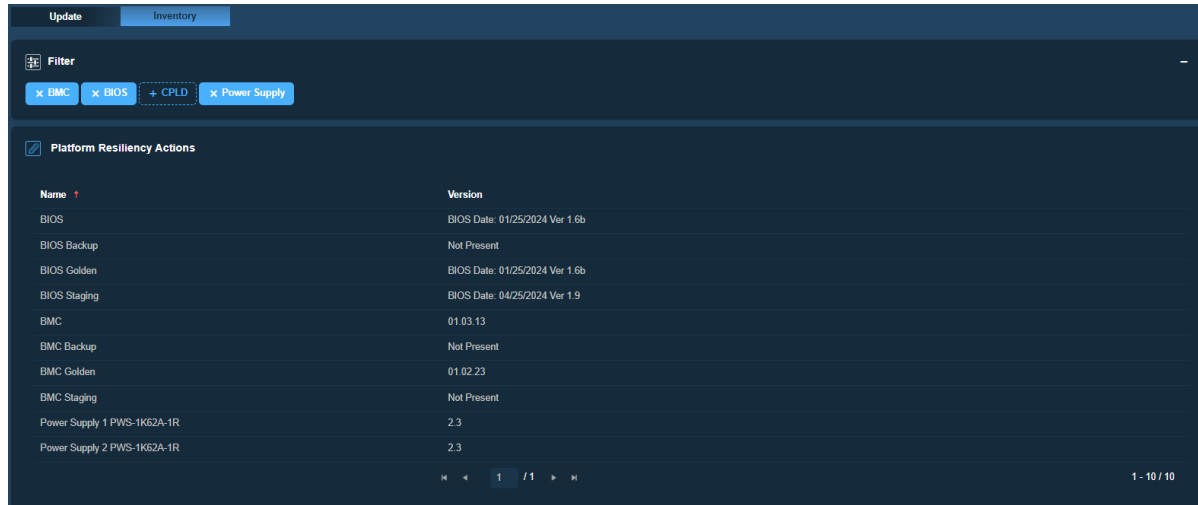 Update Inventory
Filter −
× BMC × BIOS + CPLD × Power Supply
Platform Resiliency Actions
Name ↑ Version
BIOS BIOS Date: 01/25/2024 Ver 1.6b
BIOS Backup Not Present
BIOS Golden BIOS Date: 01/25/2024 Ver 1.6b
BIOS Staging BIOS Date: 04/25/2024 Ver 1.9
BMC 01.03.13
BMC Backup Not Present
BMC Golden 01.02.23
BMC Staging Not Present
Power Supply 1 PWS-1K62A-1R 2.3
Power Supply 2 PWS-1K62A-1R 2.3
1 / 1 1 - 10 / 10